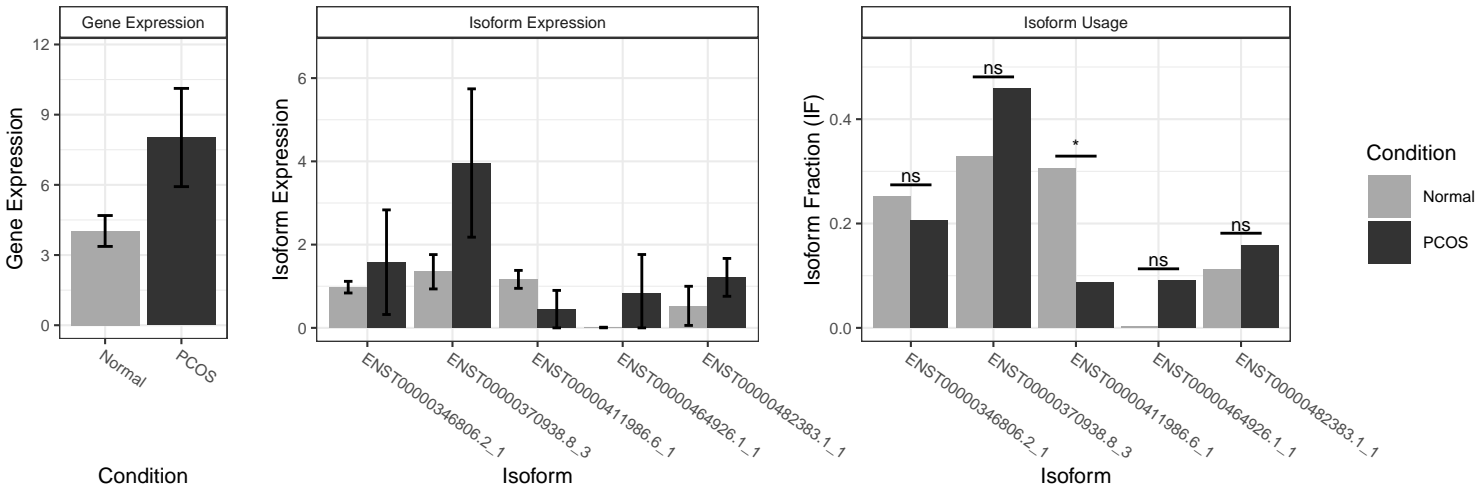 Gene Expression
Isoform Expression
Isoform Usage
Gene Expression
12
9
6
3
0
Normal
PCOS
Condition
Isoform Expression
6
4
2
0
ENST00000346806.2_1
ENST00000370938.8_3
ENST00000411986.6_1
ENST00000464926.1_1
ENST00000482383.1_1
Isoform
Isoform Fraction (IF)
0.4
0.2
0.0
ns
ns
*
ns
ns
ENST00000346806.2_1
ENST00000370938.8_3
ENST00000411986.6_1
ENST00000464926.1_1
ENST00000482383.1_1
Isoform
Condition
Normal
PCOS